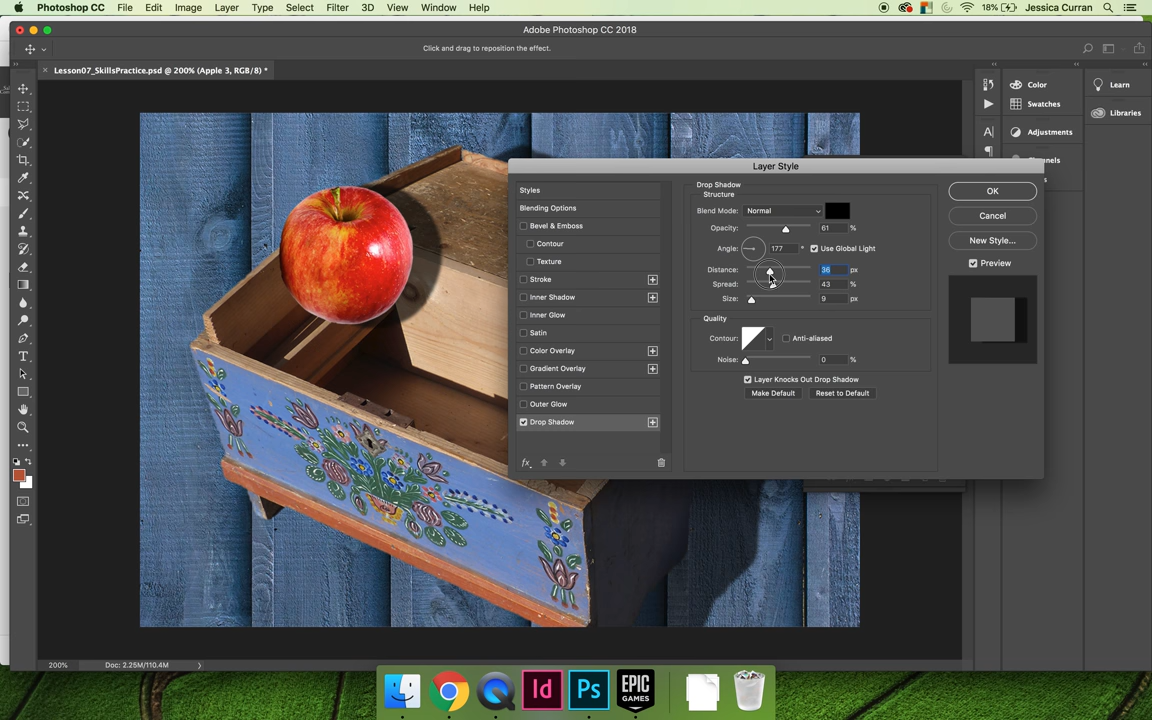 Photoshop CC File Edit Image Layer Type Select Filter 3D View Window Help 18% Jessica Curran
Adobe Photoshop CC 2018
Click and drag to reposition the effect.
Lesson07_SkillsPractice.psd @ 200% (Apple 3, RGB/8) *
Color
Swatches
Adjustments
Learn
Libraries
Layer Style
Styles
Blending Options
Bevel & Emboss
Contour
Texture
Stroke
Inner Shadow
Inner Glow
Satin
Color Overlay
Gradient Overlay
Pattern Overlay
Outer Glow
Drop Shadow
fx
Drop Shadow
Structure
Blend Mode: Normal
Opacity: 61 %
Angle: 177 ° Use Global Light
Distance: 36 px
Spread: 43 %
Size: 9 px
Quality
Contour: Anti-aliased
Noise: 0 %
Layer Knocks Out Drop Shadow
Make Default Reset to Default
OK
Cancel
New Style...
Preview
200% Doc: 2.25M/110.4M
Id Ps EPIC
GAMES